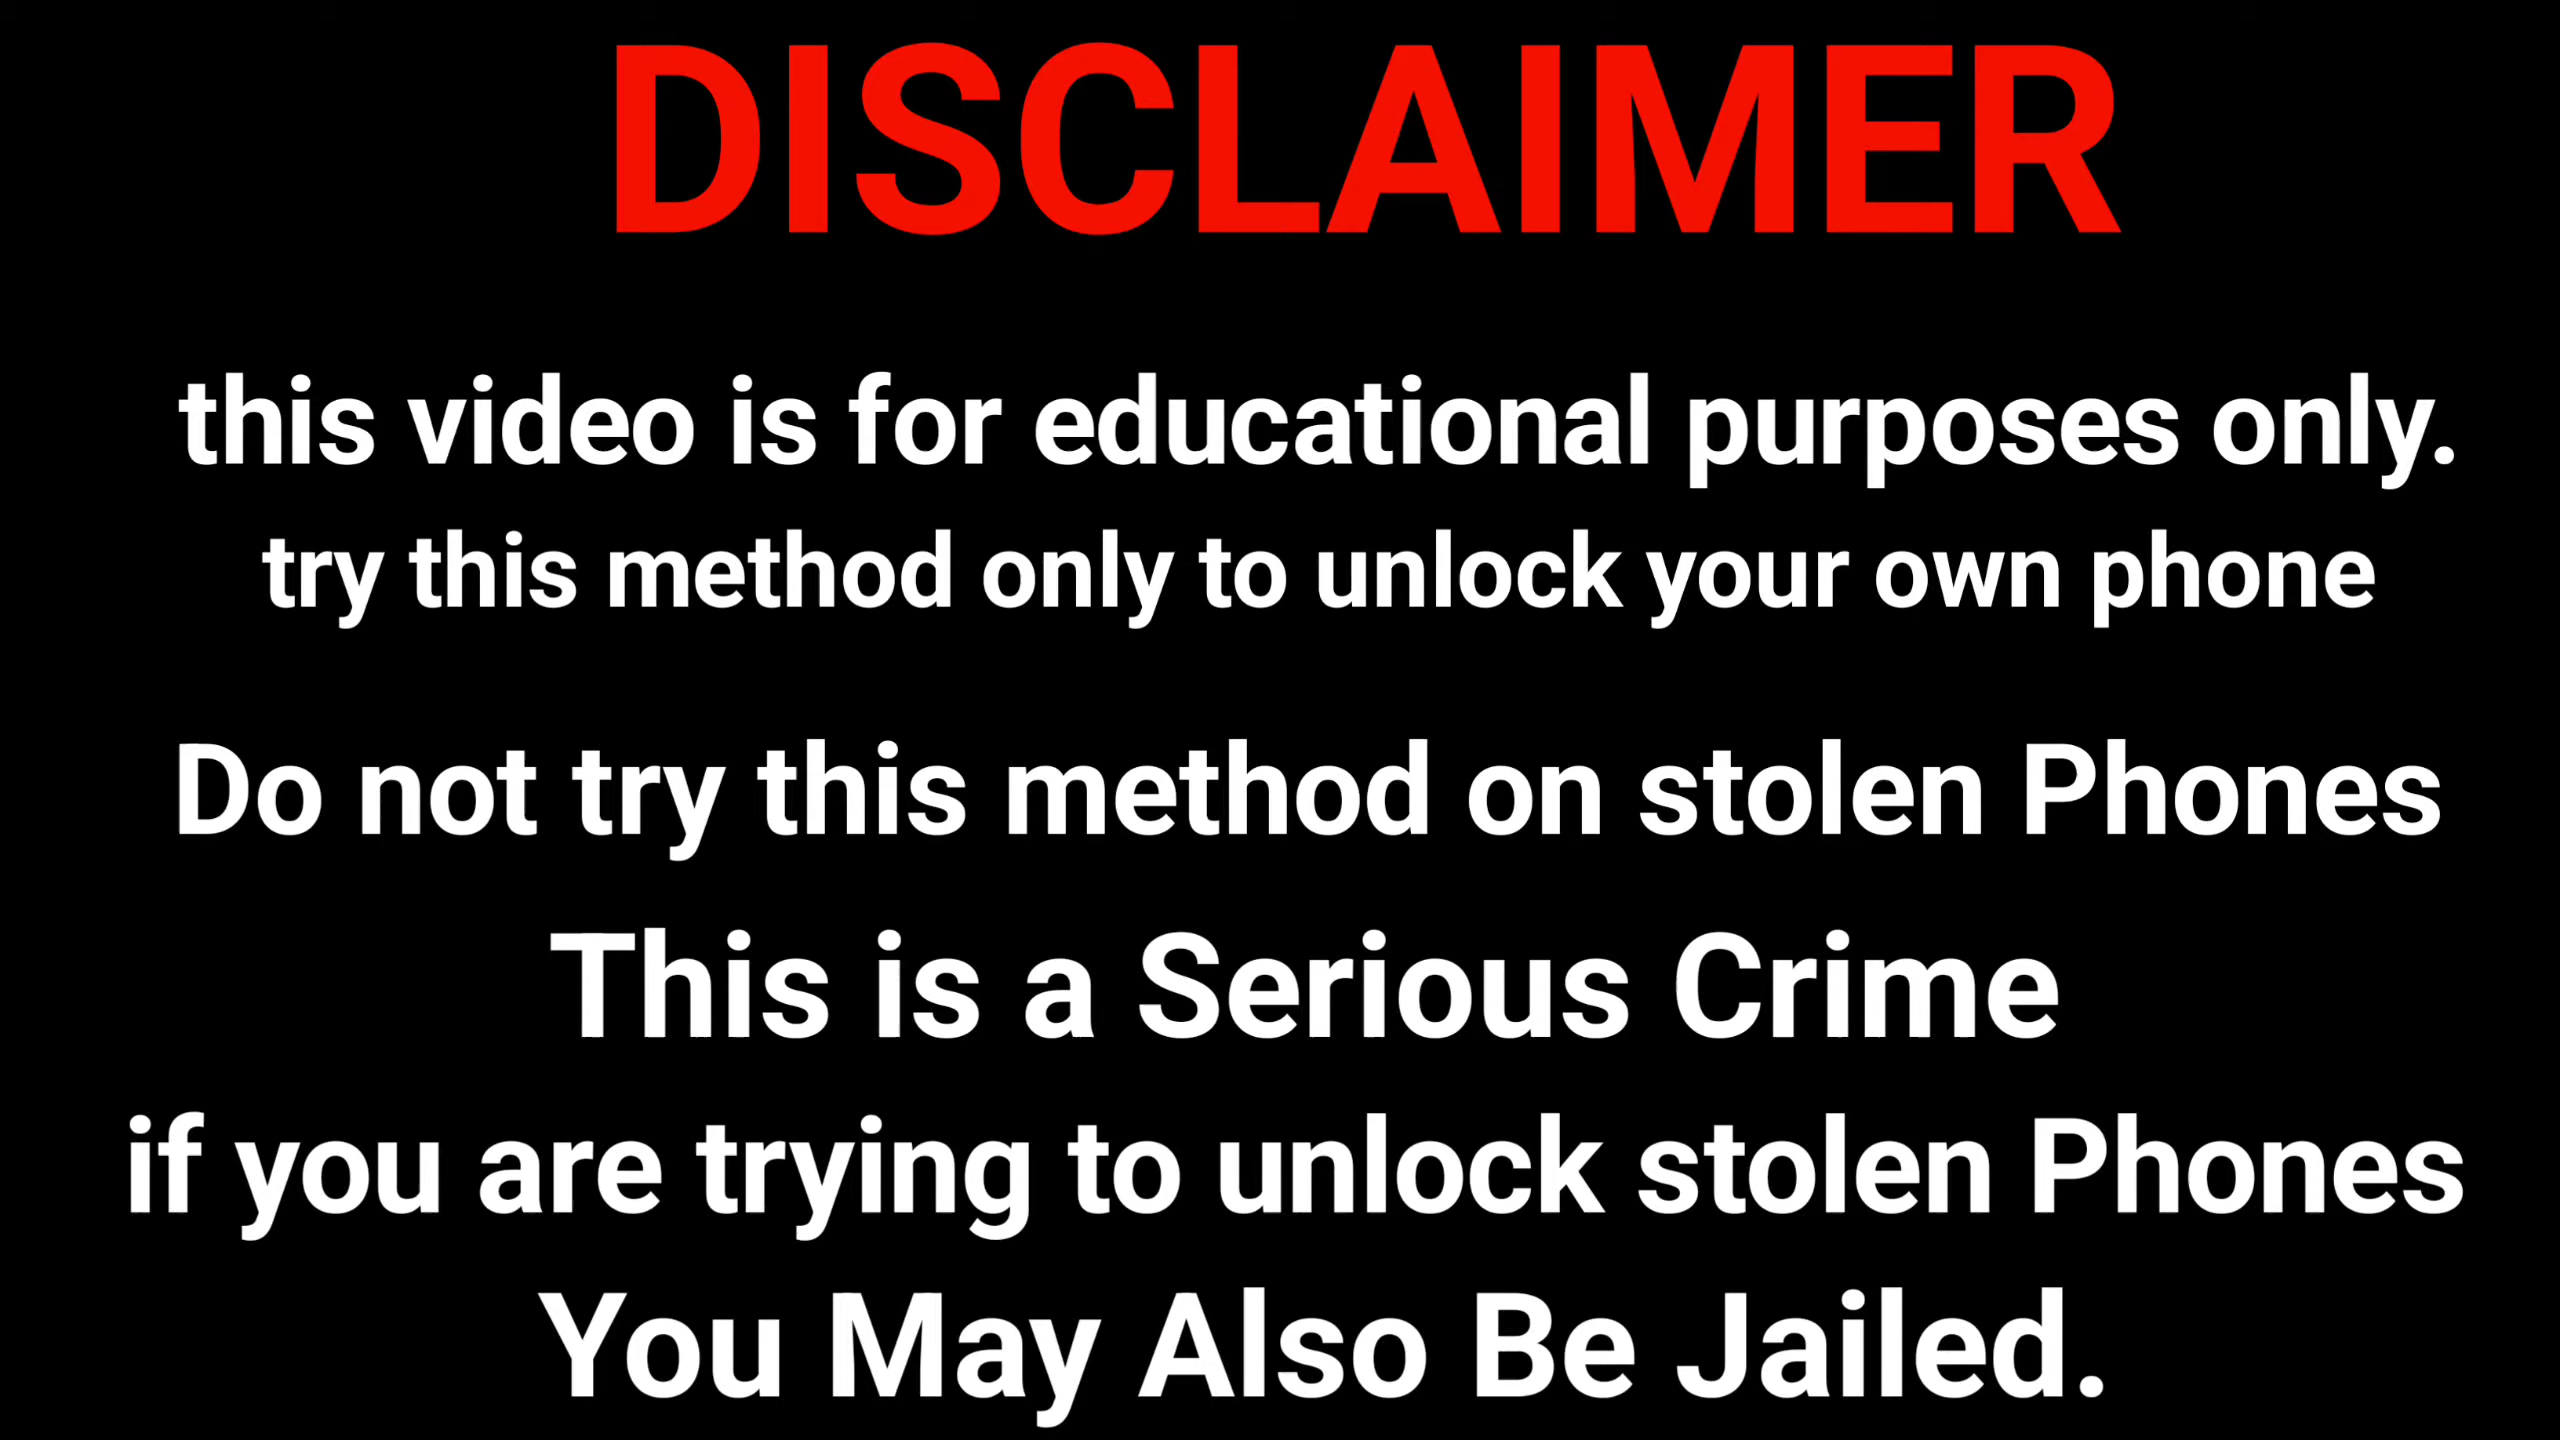 DISCLAIMER
this video is for educational purposes only.
try this method only to unlock your own phone
Do not try this method on stolen Phones
This is a Serious Crime
if you are trying to unlock stolen Phones
You May Also Be Jailed.